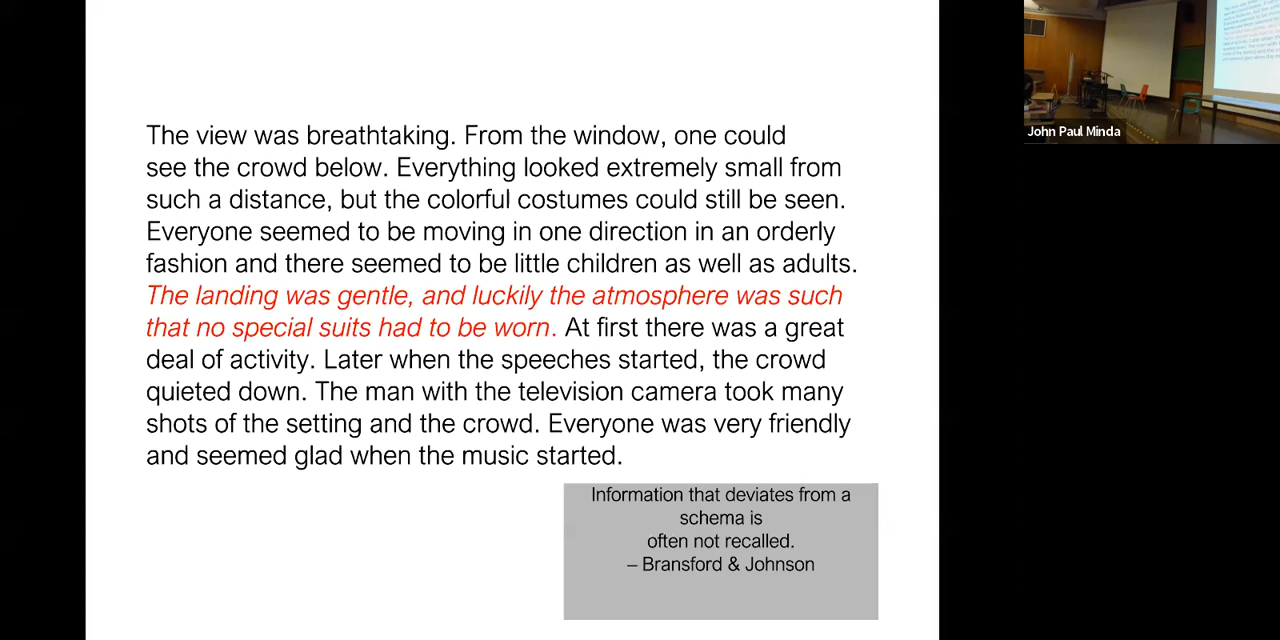 The view was breathtaking. From the window, one could
see the crowd below. Everything looked extremely small from
such a distance, but the colorful costumes could still be seen.
Everyone seemed to be moving in one direction in an orderly
fashion and there seemed to be little children as well as adults.
The landing was gentle, and luckily the atmosphere was such
that no special suits had to be worn. At first there was a great
deal of activity. Later when the speeches started, the crowd
quieted down. The man with the television camera took many
shots of the setting and the crowd. Everyone was very friendly
and seemed glad when the music started.
Information that deviates from a
schema is
often not recalled.
– Bransford & Johnson
John Paul Minda